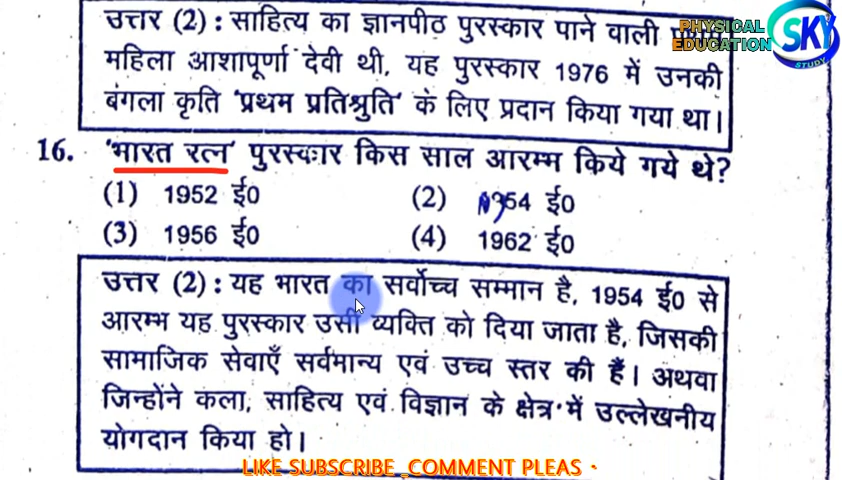 उत्तर (2) : साहित्य का ज्ञानपीठ पुरस्कार पाने वाली
PHYSICAL
EDUCATION
SKY
STUDY
महिला आशापूर्णा देवी थी, यह पुरस्कार 1976 में उनकी
बंगला कृति 'प्रथम प्रतिश्रुति' के लिए प्रदान किया गया था।
16. 'भारत रत्न' पुरस्कार किस साल आरम्भ किये गये थे?
(1) 1952 ई0 (2) 1954 ई0
(3) 1956 ई0 (4) 1962 ई0
उत्तर (2) : यह भारत का सर्वोच्च सम्मान है, 1954 ई0 से
आरम्भ यह पुरस्कार उसी व्यक्ति को दिया जाता है, जिसकी
सामाजिक सेवाएँ सर्वमान्य एवं उच्च स्तर की हैं। अथवा
जिन्होंने कला, साहित्य एवं विज्ञान के क्षेत्र में उल्लेखनीय
योगदान किया हो।
LIKE SUBSCRIBE ,COMMENT PLEAS